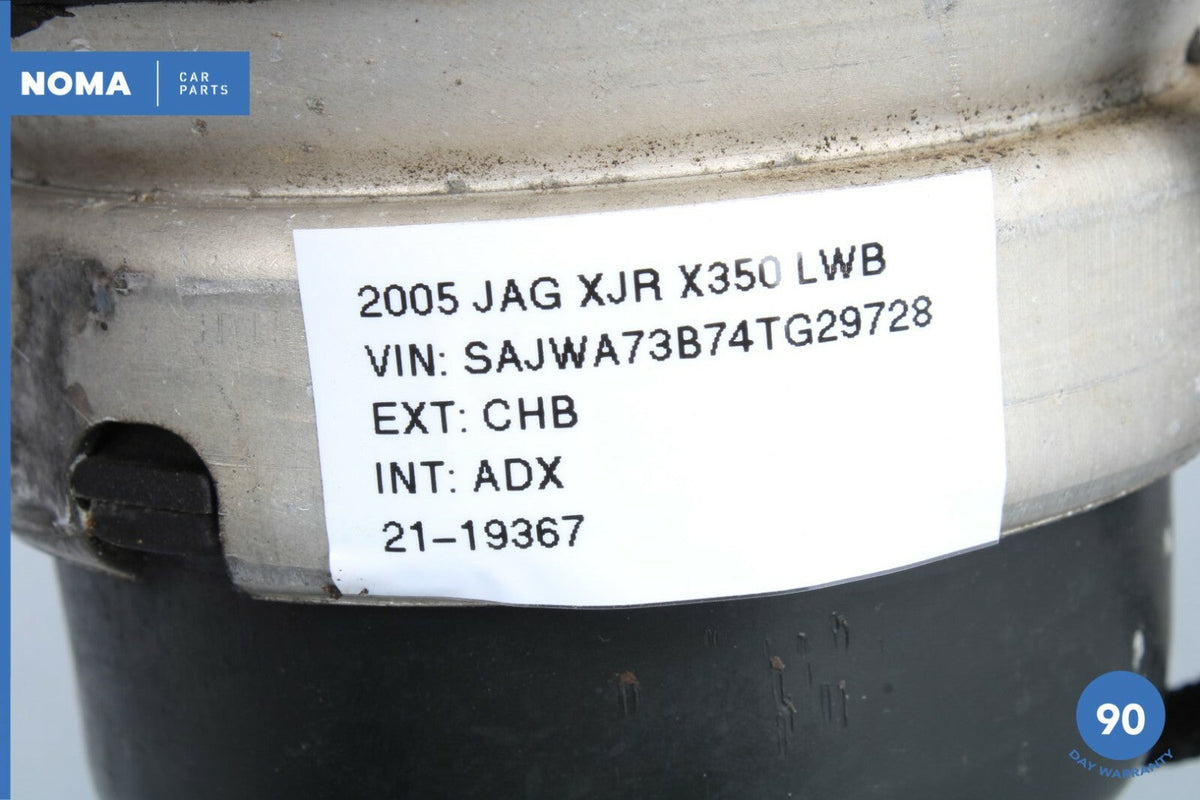 NOMA
CAR
PARTS
2005 JAG XJR X350 LWB
VIN: SAJWA73B74TG29728
EXT: CHB
INT: ADX
21-19367
90
DAY WARRANTY